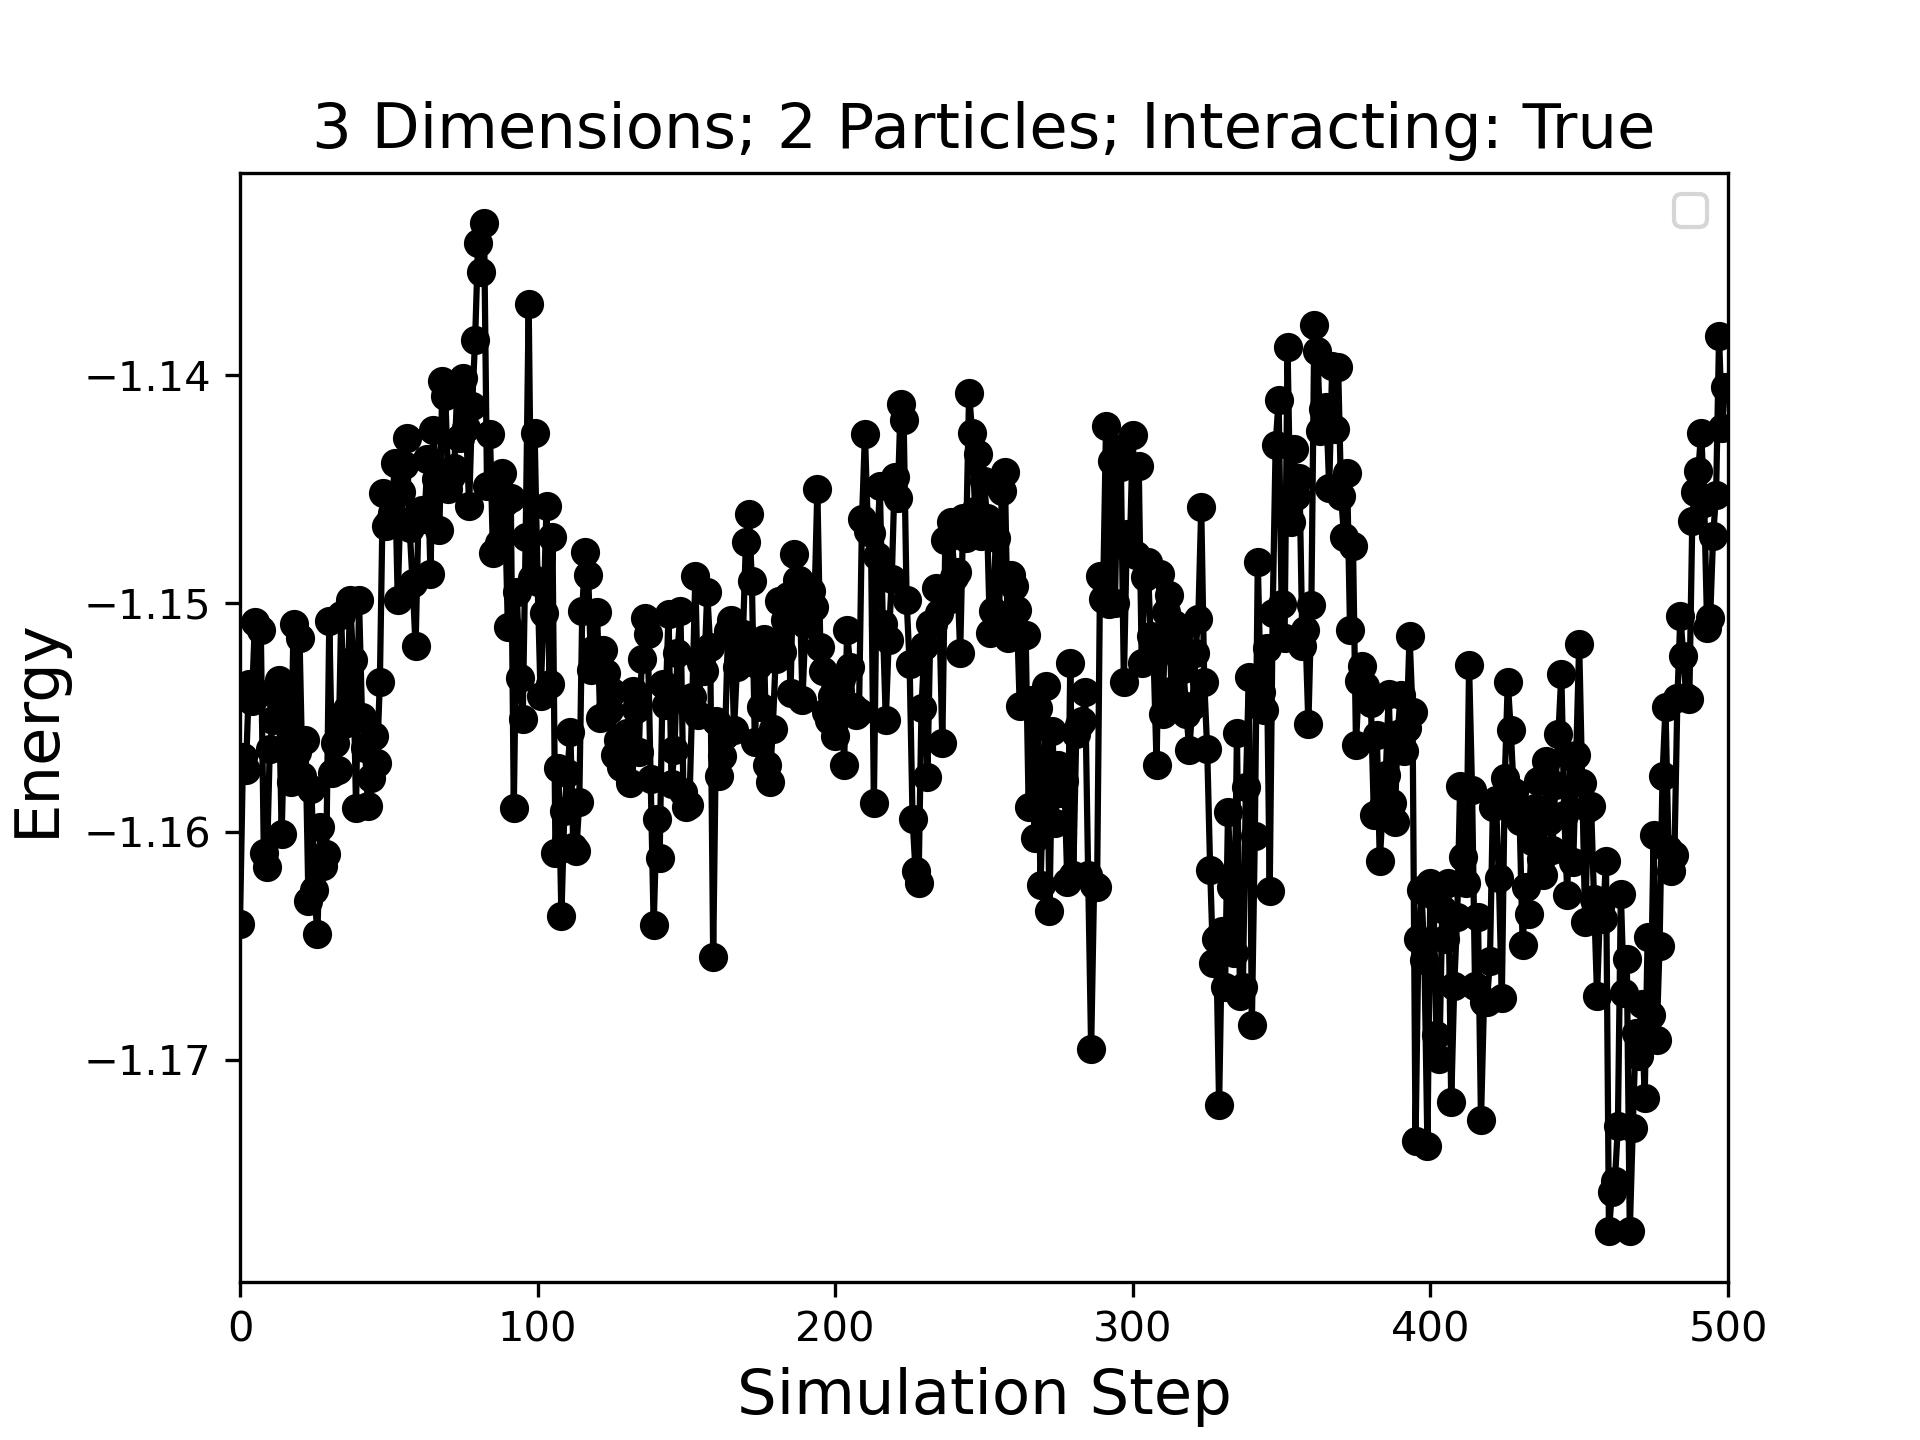 3 Dimensions; 2 Particles; Interacting: True
Energy
−1.14
−1.15
−1.16
−1.17
0 100 200 300 400 500
Simulation Step